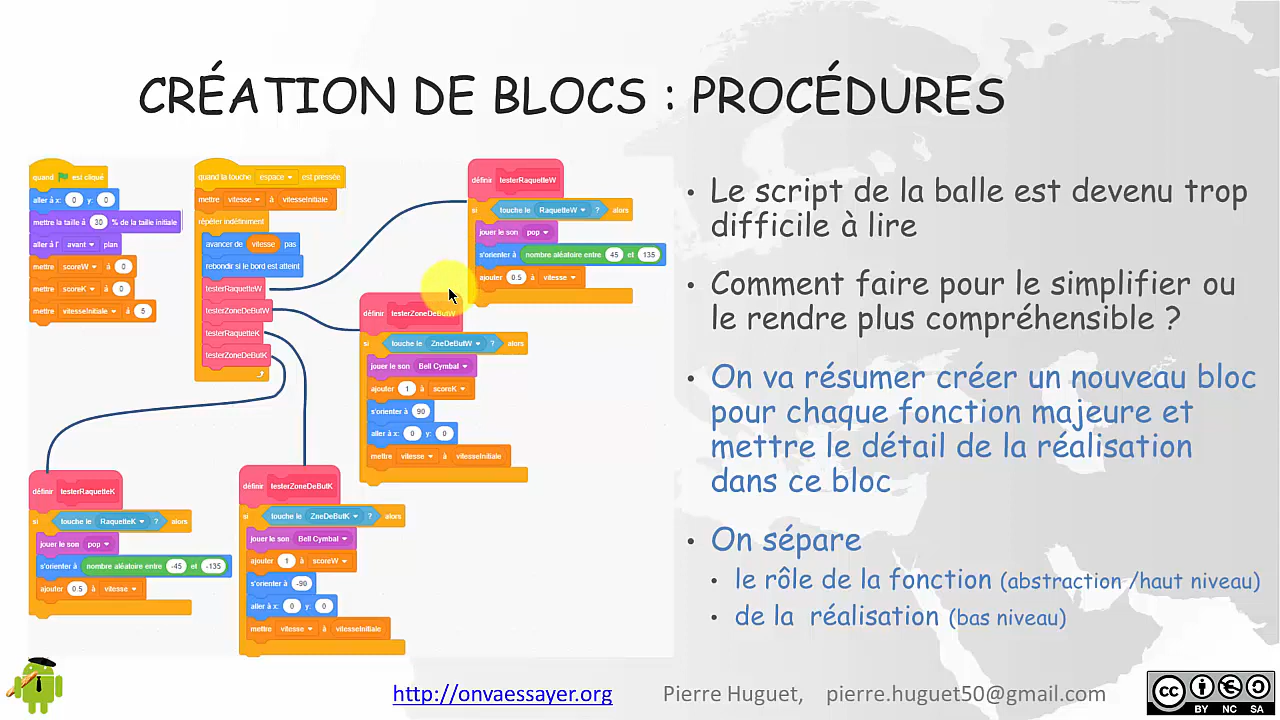 CRÉATION DE BLOCS : PROCÉDURES
quand est cliqué
aller à x: 0 y: 0
mettre la taille à 30 % de la taille initiale
aller à l' avant plan
mettre scoreW à 0
mettre scoreK à 0
mettre vitesseInitiale à 5
quand la touche espace est pressée
mettre vitesse à vitesseInitiale
répéter indéfiniment
avancer de vitesse pas
rebondir si le bord est atteint
testerRaquetteW
testerZoneDeButW
testerRaquetteK
testerZoneDeButK
définir testerRaquetteW
si touche le RaquetteW ? alors
jouer le son pop
s'orienter à nombre aléatoire entre 45 et 135
ajouter 0.5 à vitesse
définir testerZoneDeButW
si touche le ZneDeButW ? alors
jouer le son Bell Cymbal
ajouter 1 à scoreK
s'orienter à 90
aller à x: 0 y: 0
mettre vitesse à vitesseInitiale
définir testerRaquetteK
si touche le RaquetteK ? alors
jouer le son pop
s'orienter à nombre aléatoire entre -45 et -135
ajouter 0.5 à vitesse
définir testerZoneDeButK
si touche le ZneDeButK ? alors
jouer le son Bell Cymbal
ajouter 1 à scoreW
s'orienter à -90
aller à x: 0 y: 0
mettre vitesse à vitesseInitiale
• Le script de la balle est devenu trop
difficile à lire
• Comment faire pour le simplifier ou
le rendre plus compréhensible ?
• On va résumer créer un nouveau bloc
pour chaque fonction majeure et
mettre le détail de la réalisation
dans ce bloc
• On sépare
• le rôle de la fonction (abstraction /haut niveau)
• de la réalisation (bas niveau)
http://onvaessayer.org Pierre Huguet, pierre.huguet50@gmail.com
cc BY NC SA